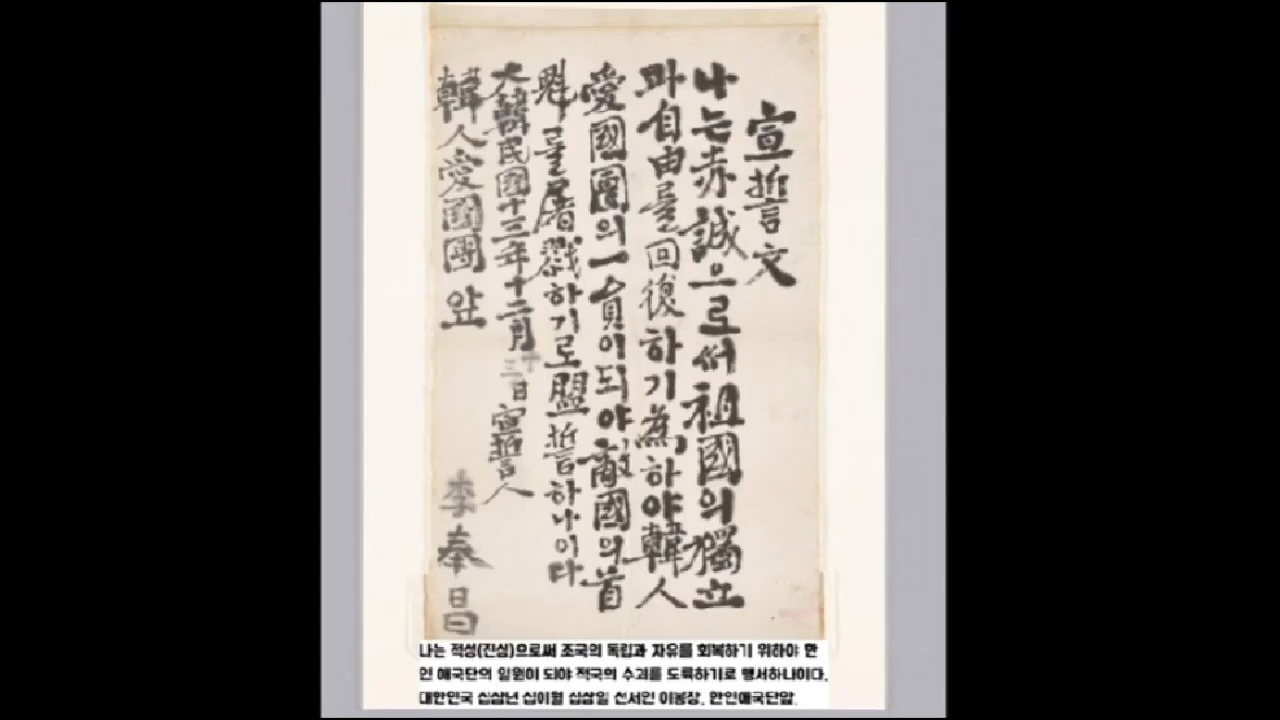 宣誓文
나는赤誠으로써祖國의獨立
과自由를回復하기爲하야韓人
愛國團의一員이되야敵國의首
魁를屠戮하기로盟誓하나이다
大韓民國十三年十二月十三日宣誓人
李奉昌
韓人愛國團앞
나는 적성(진심)으로써 조국의 독립과 자유를 회복하기 위하야 한
인 애국단의 일원이 되야 적국의 수괴를 도륙하기로 맹서하나이다.
대한민국 십삼년 십이월 십삼일 선서인 이봉창, 한인애국단앞.